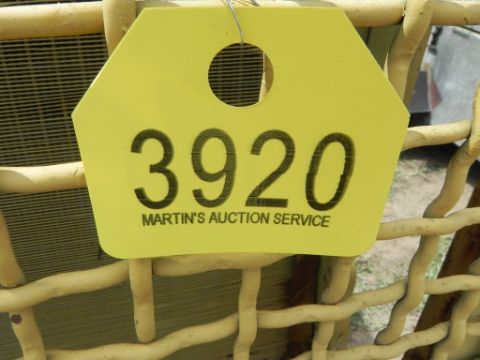 3920
MARTIN'S AUCTION SERVICE